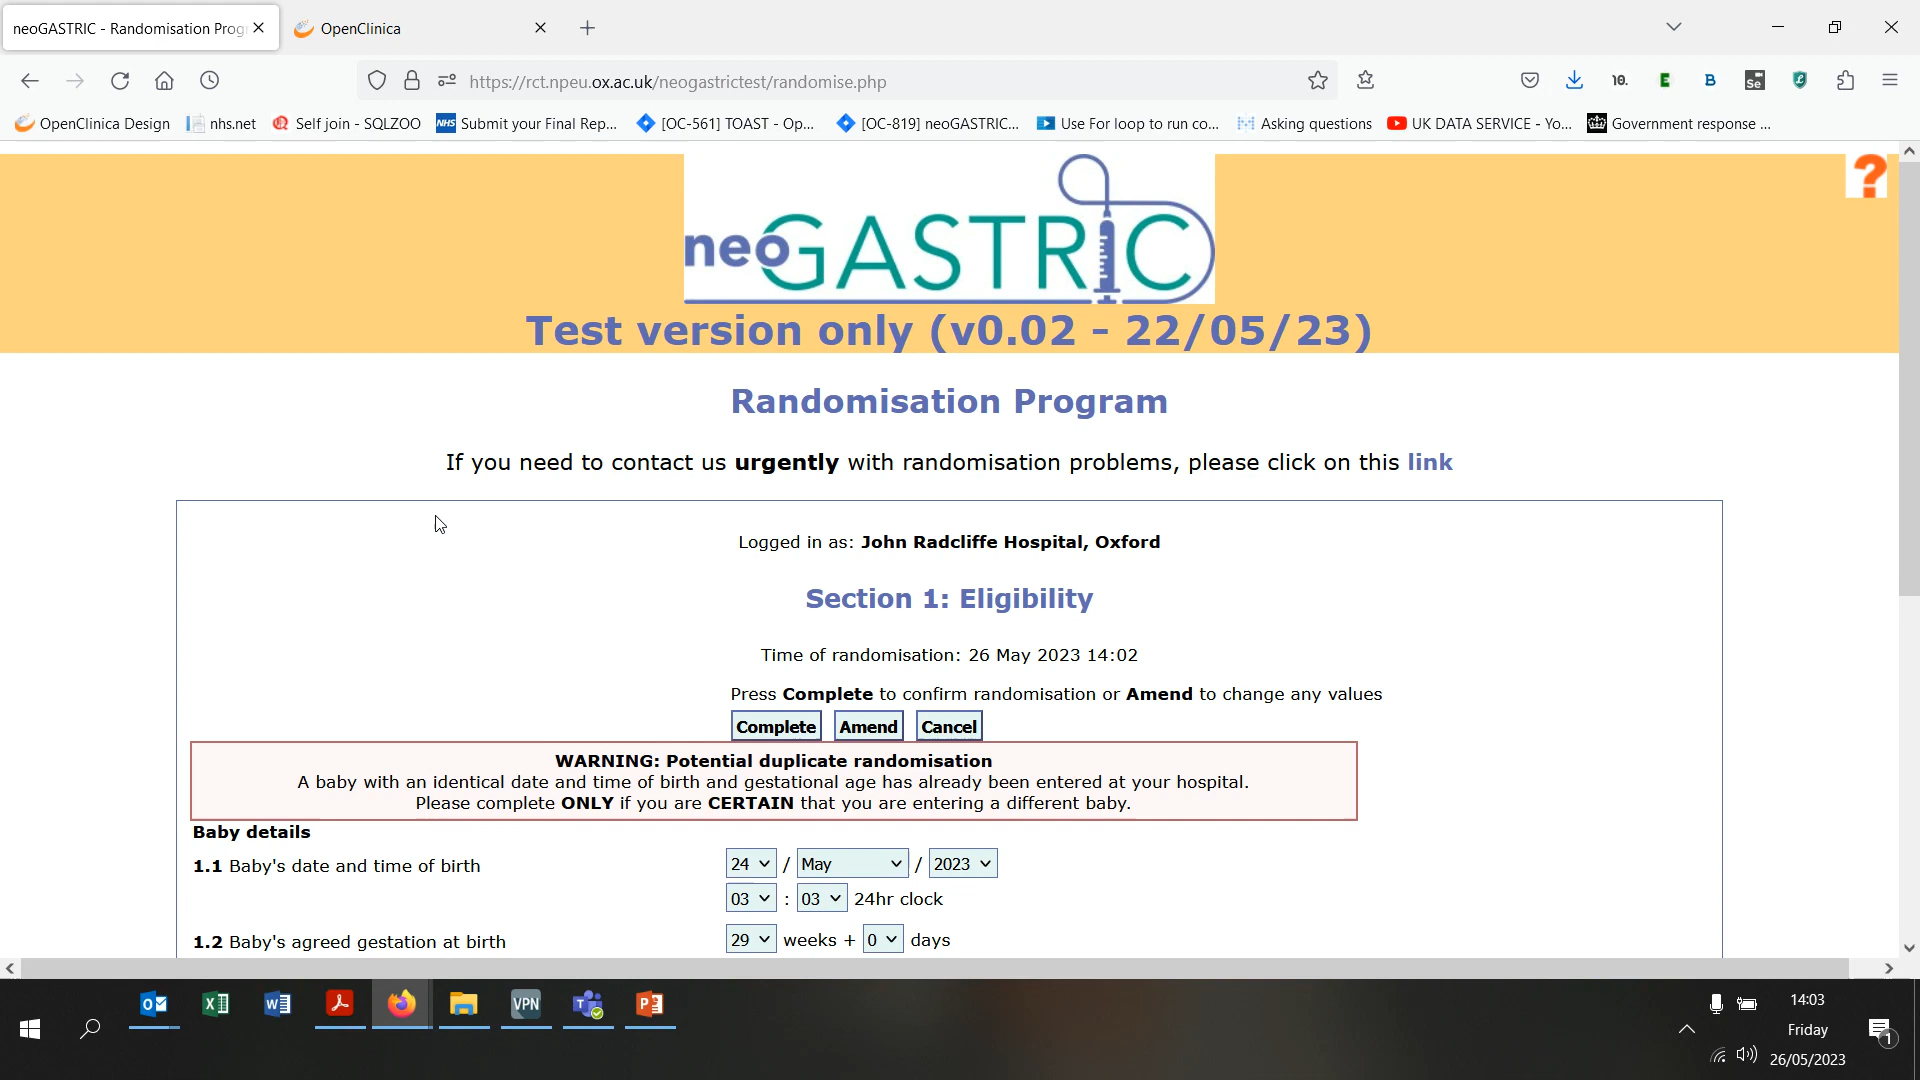 neoGASTRIC - Randomisation Prog
OpenClinica
https://rct.npeu.ox.ac.uk/neogastrictest/randomise.php
OpenClinica Design
nhs.net
Self join - SQLZOO
NHS Submit your Final Rep...
[OC-561] TOAST - Op...
[OC-819] neoGASTRIC...
Use For loop to run co...
Asking questions
UK DATA SERVICE - Yo...
Government response ...
neoGASTRIC
?
Test version only (v0.02 - 22/05/23)
Randomisation Program
If you need to contact us urgently with randomisation problems, please click on this link
Logged in as: John Radcliffe Hospital, Oxford
Section 1: Eligibility
Time of randomisation: 26 May 2023 14:02
Press Complete to confirm randomisation or Amend to change any values
Complete Amend Cancel
WARNING: Potential duplicate randomisation
A baby with an identical date and time of birth and gestational age has already been entered at your hospital.
Please complete ONLY if you are CERTAIN that you are entering a different baby.
Baby details
1.1 Baby's date and time of birth 24 / May / 2023
03 : 03 24hr clock
1.2 Baby's agreed gestation at birth 29 weeks + 0 days
VPN
14:03
Friday
26/05/2023
1